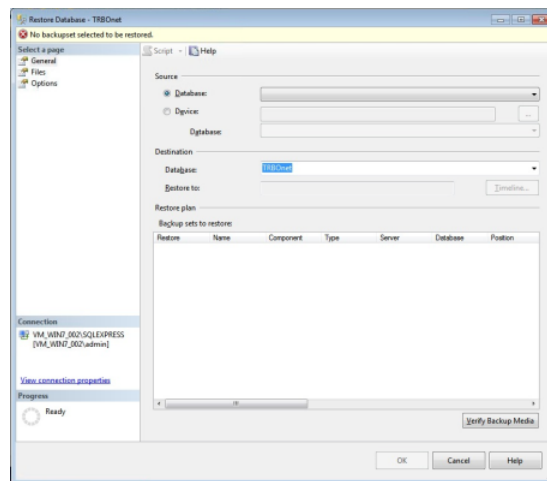 Restore Database - TRBOnet
No backupset selected to be restored.
Select a page
General
Files
Options
Script
Help
Source
Database:
Device:
...
Database:
Destination
Database:
TRBOnet
Restore to:
Timeline...
Restore plan
Backup sets to restore:
Restore Name Component Type Server Database Position
Connection
VM_WIN7_002\SQLEXPRESS
[VM_WIN7_002\admin]
View connection properties
Progress
Ready
Verify Backup Media
OK Cancel Help